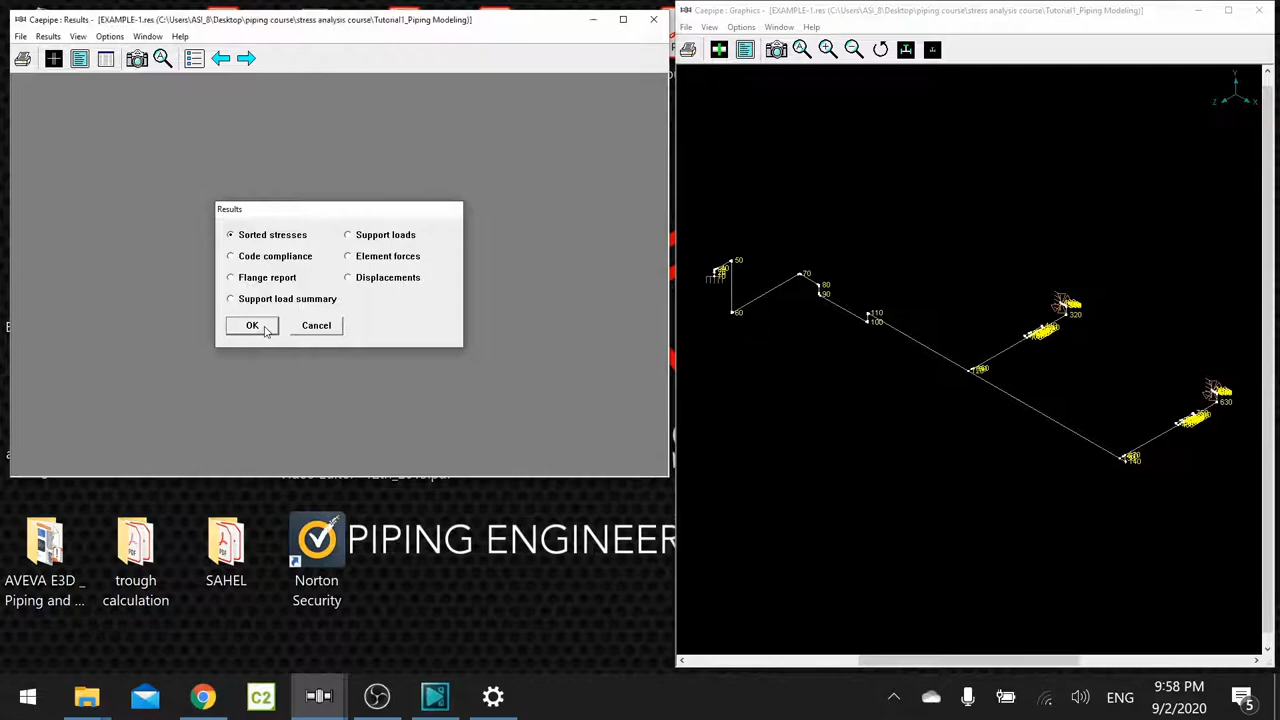 Caepipe : Results - [EXAMPLE-1.res (C:\Users\ASI_8\Desktop\piping course\stress analysis course\Tutorial1_Piping Modeling)]
File Results View Options Window Help
Results
Sorted stresses Support loads
Code compliance Element forces
Flange report Displacements
Support load summary
OK Cancel
Caepipe : Graphics - [EXAMPLE-1.res (C:\Users\ASI_8\Desktop\piping course\stress analysis course\Tutorial1_Piping Modeling)]
File View Options Window Help
Y
Z X
50
60
70
80
90
110
100
320
630
140
PIPING ENGINEER
AVEVA E3D _
Piping and ...
trough
calculation
SAHEL
Norton
Security
C2
ENG
9:58 PM
9/2/2020
5